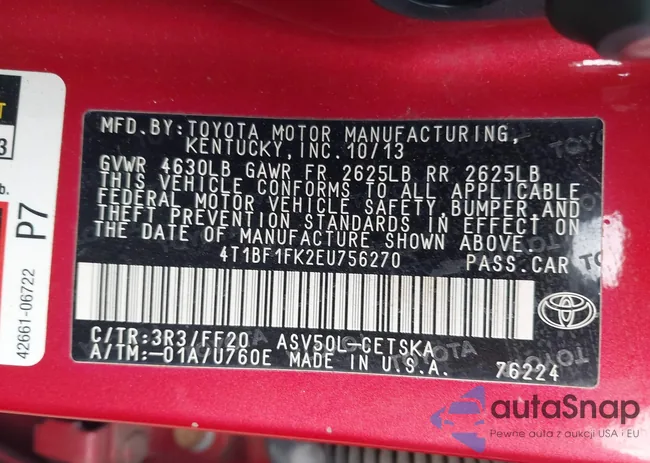 MFD.BY:TOYOTA MOTOR MANUFACTURING,
KENTUCKY, INC. 10/13
GVWR 4630LB GAWR FR 2625LB RR 2625LB
THIS VEHICLE CONFORMS TO ALL APPLICABLE
FEDERAL MOTOR VEHICLE SAFETY, BUMPER, AND
THEFT PREVENTION STANDARDS IN EFFECT ON
THE DATE OF MANUFACTURE SHOWN ABOVE.
4T1BF1FK2EU756270 PASS.CAR
C/TR:3R3/FF20 ASV50L-CETSKA
A/TM:-01A/U760E MADE IN U.S.A. 76224
P7
42661-06722
autaSnap
Pewne auta z aukcji USA i EU